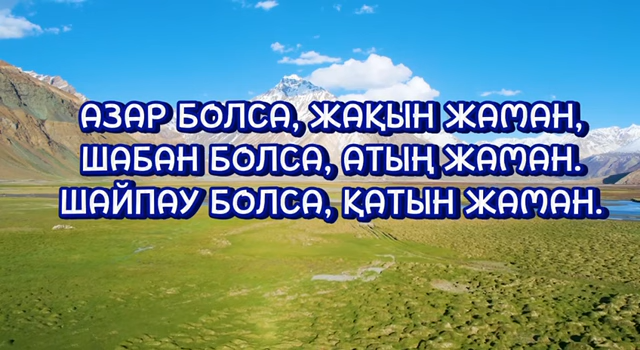 АЗАР БОЛСА, ЖАҚЫН ЖАМАН,
ШАБАН БОЛСА, АТЫҢ ЖАМАН.
ШАЙПАУ БОЛСА, ҚАТЫН ЖАМАН.